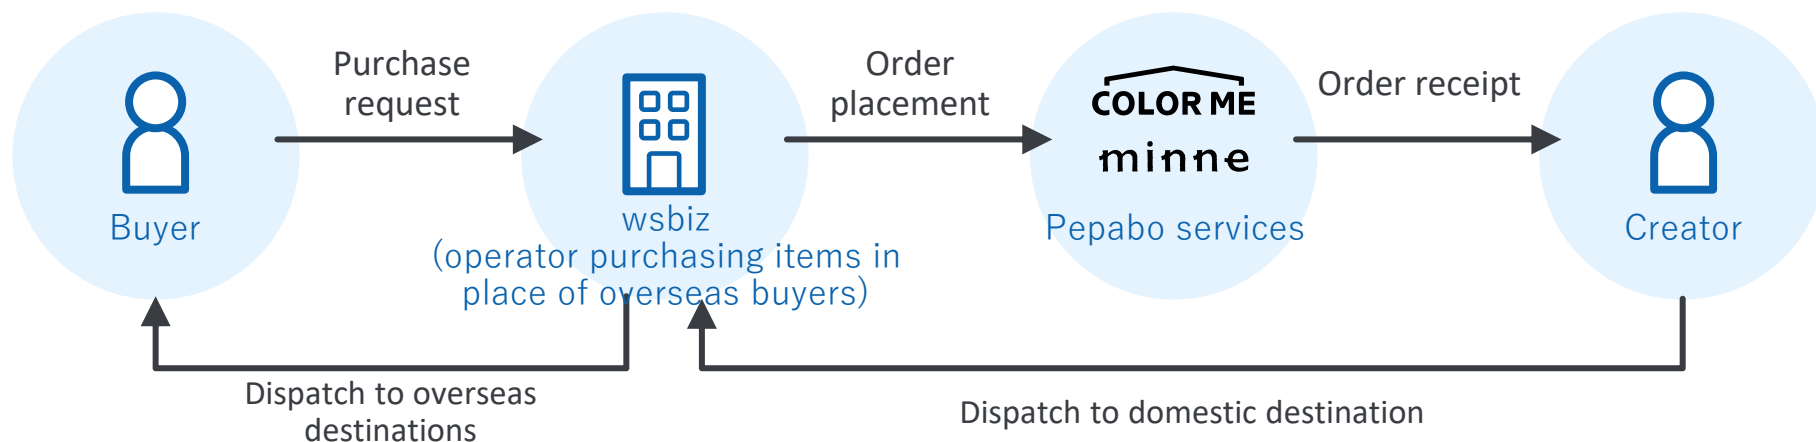 Purchase
request
Order
placement
Order receipt
COLOR ME
minne
Buyer
wsbiz
(operator purchasing items in
place of overseas buyers)
Pepabo services
Creator
Dispatch to overseas
destinations
Dispatch to domestic destination